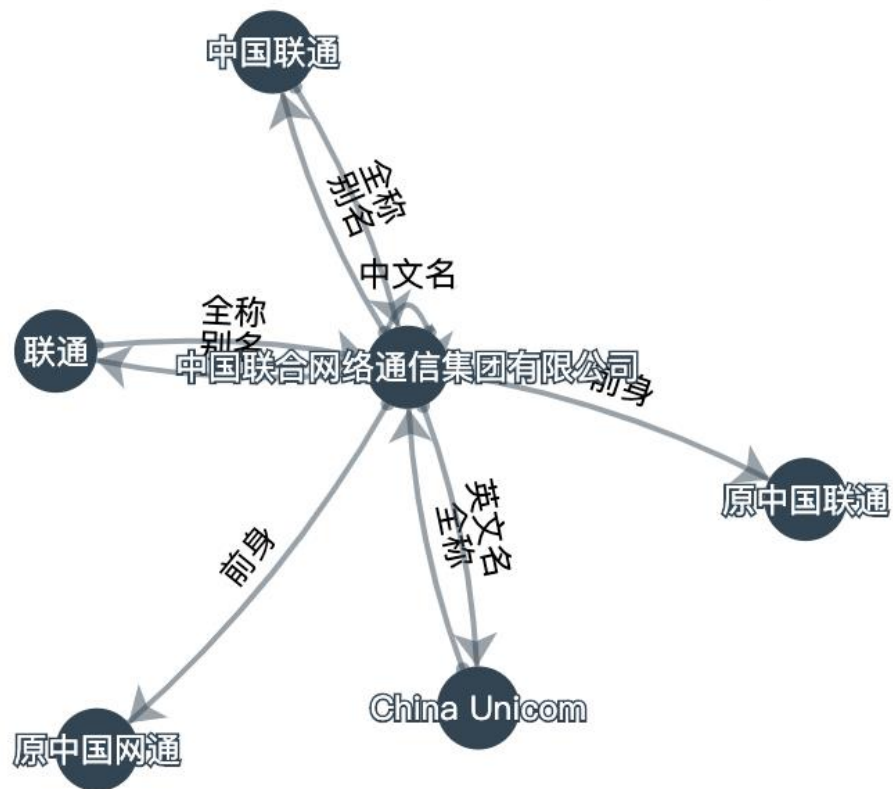 中国联通
全称
别名
中文名
全称
别名
联通
中国联合网络通信集团有限公司
前身
原中国联通
英文名
全称
前身
China Unicom
原中国网通